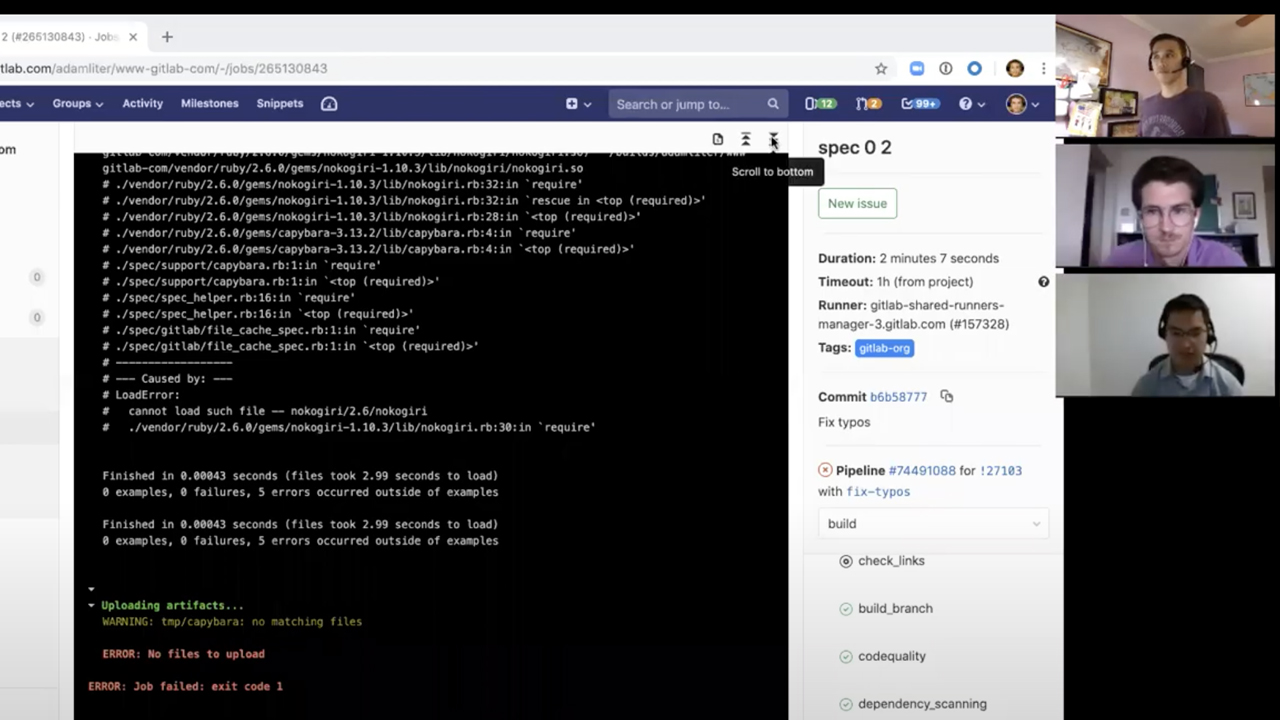 2 (#265130843) · Jobs
tlab.com/adamliter/www-gitlab-com/-/jobs/265130843
ects
Groups
Activity
Milestones
Snippets
Search or jump to...
12
2
99+
om
0
0
Scroll to bottom
gitlab-com/vendor/ruby/2.6.0/gems/nokogiri-1.10.3/lib/nokogiri/nokogiri.so
gitlab-com/vendor/ruby/2.6.0/gems/nokogiri-1.10.3/lib/nokogiri/nokogiri.so
# ./vendor/ruby/2.6.0/gems/nokogiri-1.10.3/lib/nokogiri.rb:32:in `require'
# ./vendor/ruby/2.6.0/gems/nokogiri-1.10.3/lib/nokogiri.rb:32:in `rescue in <top (required)>'
# ./vendor/ruby/2.6.0/gems/nokogiri-1.10.3/lib/nokogiri.rb:28:in `<top (required)>'
# ./vendor/ruby/2.6.0/gems/capybara-3.13.2/lib/capybara.rb:4:in `require'
# ./vendor/ruby/2.6.0/gems/capybara-3.13.2/lib/capybara.rb:4:in `<top (required)>'
# ./spec/support/capybara.rb:1:in `require'
# ./spec/support/capybara.rb:1:in `<top (required)>'
# ./spec/spec_helper.rb:16:in `require'
# ./spec/spec_helper.rb:16:in `<top (required)>'
# ./spec/gitlab/file_cache_spec.rb:1:in `require'
# ./spec/gitlab/file_cache_spec.rb:1:in `<top (required)>'
# ------------------
# --- Caused by: ---
# LoadError:
# cannot load such file -- nokogiri/2.6/nokogiri
# ./vendor/ruby/2.6.0/gems/nokogiri-1.10.3/lib/nokogiri.rb:30:in `require'
Finished in 0.00043 seconds (files took 2.99 seconds to load)
0 examples, 0 failures, 5 errors occurred outside of examples
Finished in 0.00043 seconds (files took 2.99 seconds to load)
0 examples, 0 failures, 5 errors occurred outside of examples
Uploading artifacts...
WARNING: tmp/capybara: no matching files
ERROR: No files to upload
ERROR: Job failed: exit code 1
spec 0 2
New issue
Duration: 2 minutes 7 seconds
Timeout: 1h (from project)
Runner: gitlab-shared-runners-
manager-3.gitlab.com (#157328)
Tags: gitlab-org
Commit b6b58777
Fix typos
Pipeline #74491088 for !27103
with fix-typos
build
check_links
build_branch
codequality
dependency_scanning